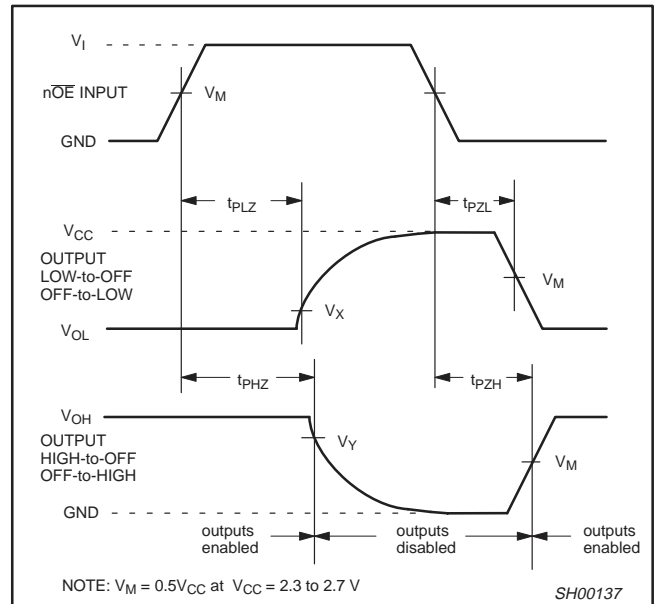 V_I
nOE INPUT
V_M
GND
t_PLZ
t_PZL
V_CC
OUTPUT
LOW-to-OFF
OFF-to-LOW
V_M
V_X
V_OL
t_PHZ
t_PZH
V_OH
OUTPUT
HIGH-to-OFF
OFF-to-HIGH
V_Y
V_M
GND
outputs
enabled
outputs
disabled
outputs
enabled
NOTE: V_M = 0.5V_CC at V_CC = 2.3 to 2.7 V
SH00137